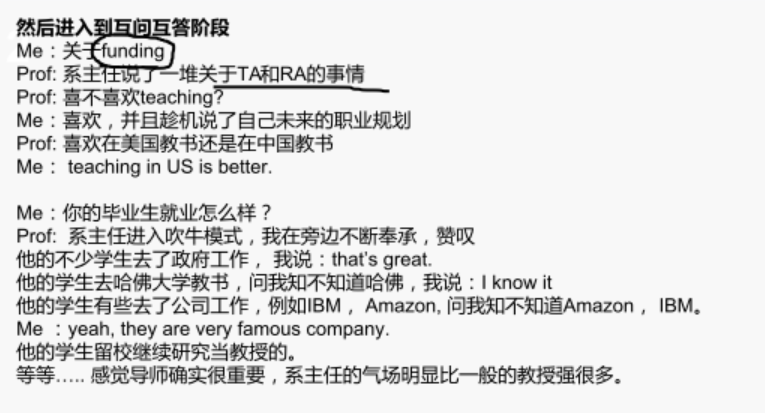 然后进入到互问互答阶段
Me：关于funding
Prof: 系主任说了一堆关于TA和RA的事情
Prof: 喜不喜欢teaching？
Me：喜欢，并且趁机说了自己未来的职业规划
Prof: 喜欢在美国教书还是在中国教书
Me： teaching in US is better.
Me：你的毕业生就业怎么样？
Prof: 系主任进入吹牛模式，我在旁边不断奉承，赞叹
他的不少学生去了政府工作， 我说：that's great.
他的学生去哈佛大学教书，问我知不知道哈佛，我说：I know it
他的学生有些去了公司工作，例如IBM， Amazon, 问我知不知道Amazon， IBM。
Me ：yeah, they are very famous company.
他的学生留校继续研究当教授的。
等等….. 感觉导师确实很重要，系主任的气场明显比一般的教授强很多。